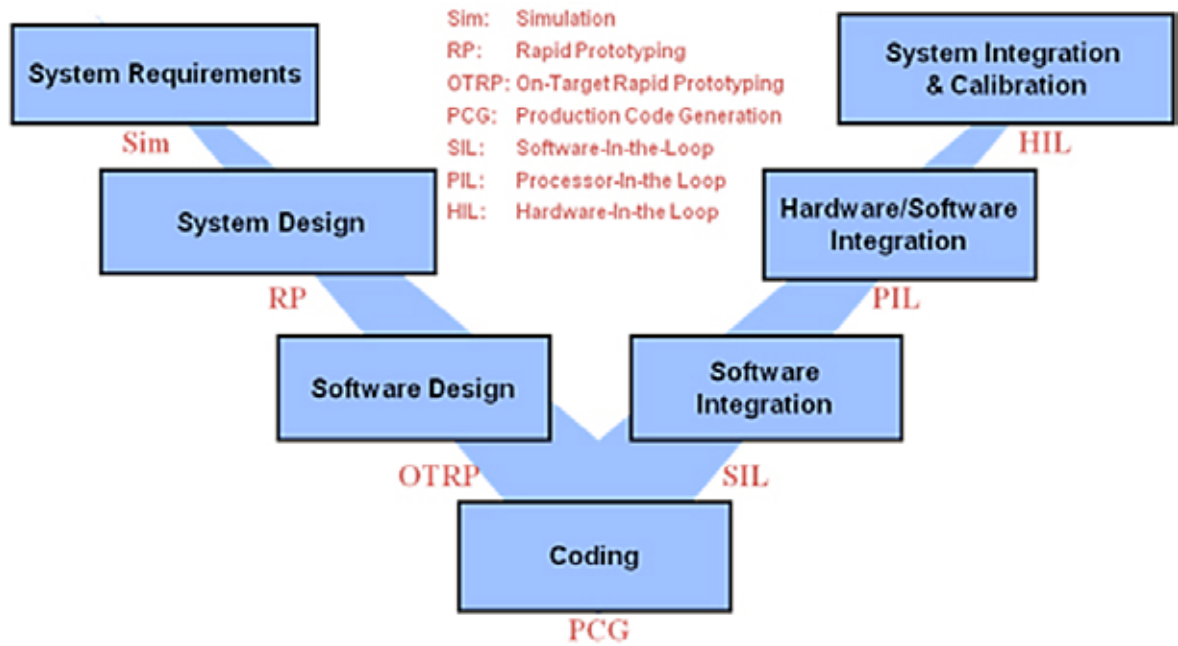 System Requirements
Sim: Simulation
RP: Rapid Prototyping
OTRP: On-Target Rapid Prototyping
PCG: Production Code Generation
SIL: Software-In-the-Loop
PIL: Processor-In-the Loop
HIL: Hardware-In-the Loop
System Integration
& Calibration
Sim
HIL
System Design
Hardware/Software
Integration
RP
PIL
Software Design
Software
Integration
OTRP
SIL
Coding
PCG